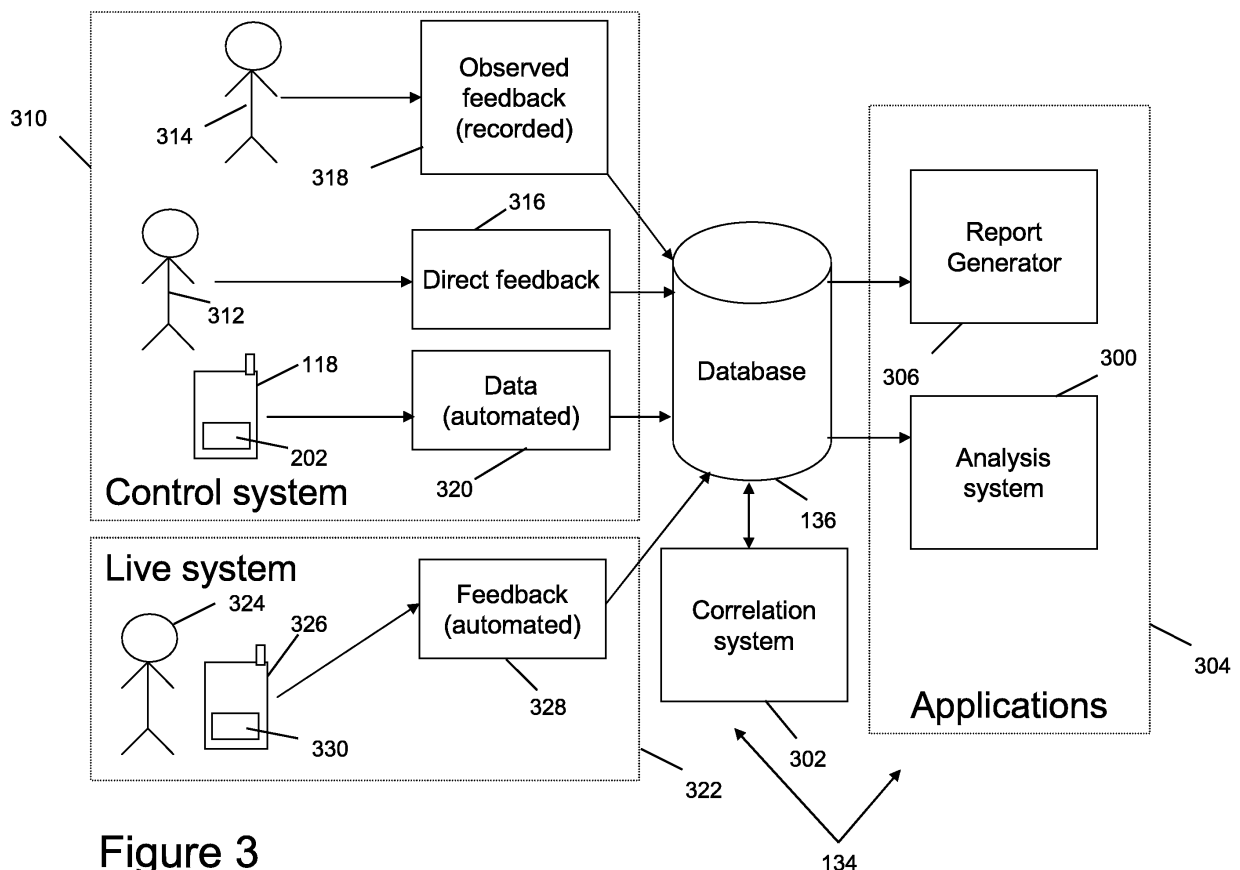 310
314
Observed
feedback
(recorded)
318
316
Direct feedback
312
118
Data
(automated)
202
320
Control system
Database
136
Report
Generator
306
300
Analysis
system
Applications
304
Live system
324
326
Feedback
(automated)
328
330
322
Correlation
system
302
134
Figure 3